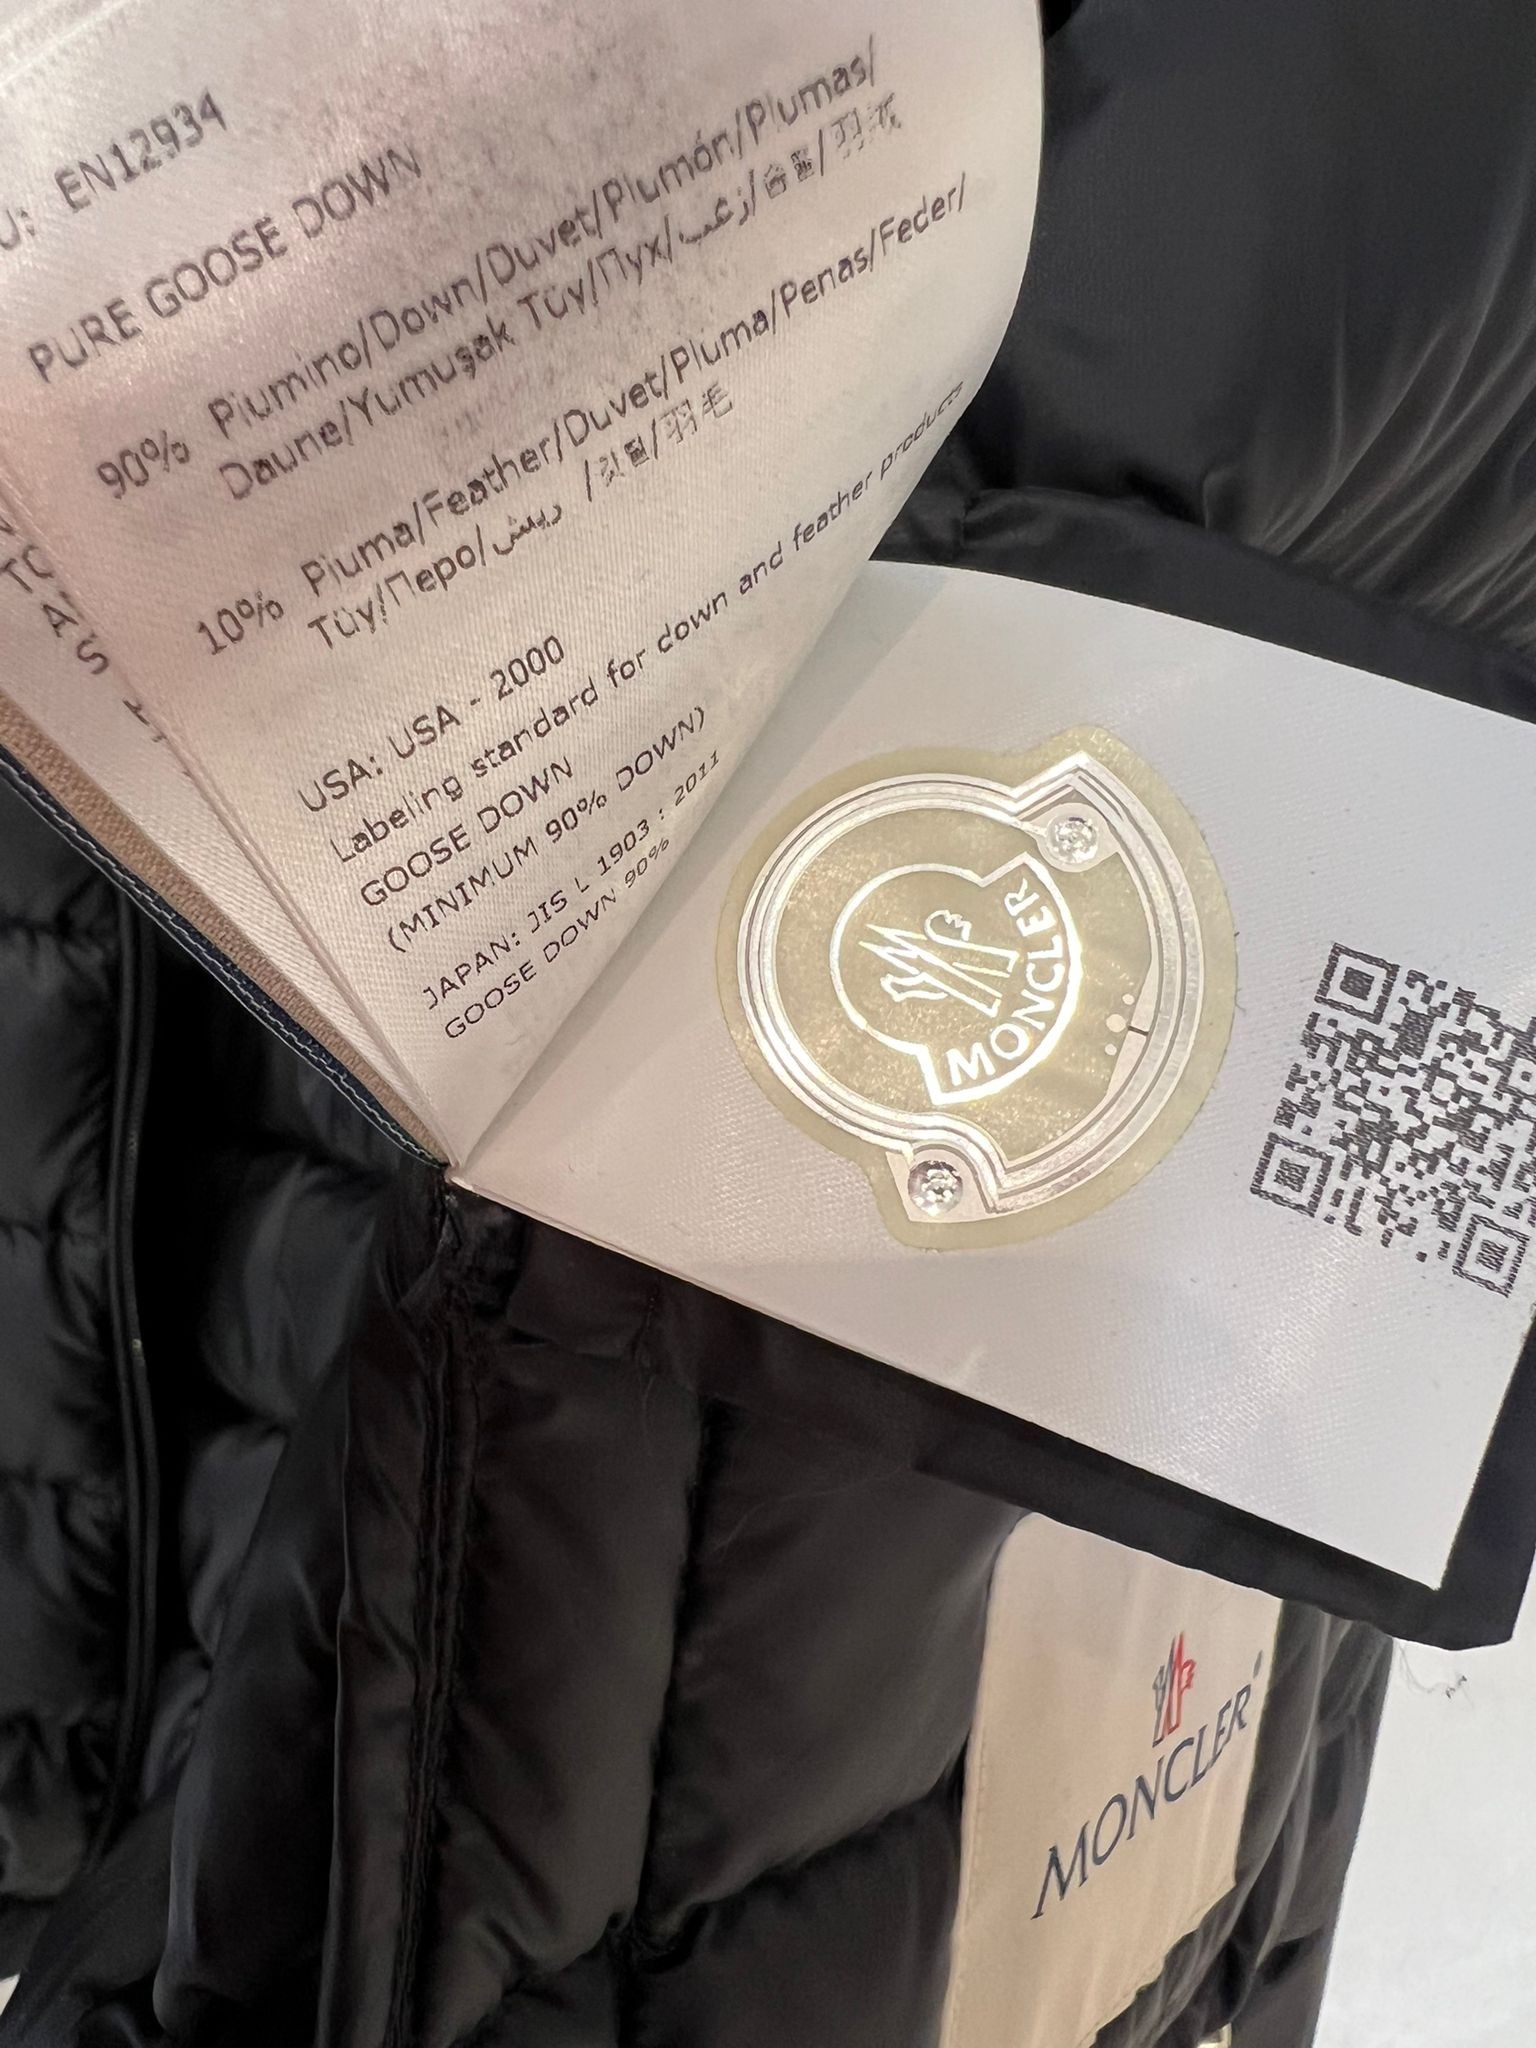 U: EN12934
PURE GOOSE DOWN
90% Piumino/Down/Duvet/Plumón/Plumas/
Daune/Yumuşak Tüy/Пух/زغب/
10% Piuma/Feather/Duvet/Pluma/Penas/Feder/
Tüy/Перо/ريش /羽毛
USA: USA - 2000
Labeling standard for down and feather products
GOOSE DOWN
(MINIMUM 90% DOWN)
JAPAN: JIS L 1903 : 2011
GOOSE DOWN 90%
MONCLER
MONCLER